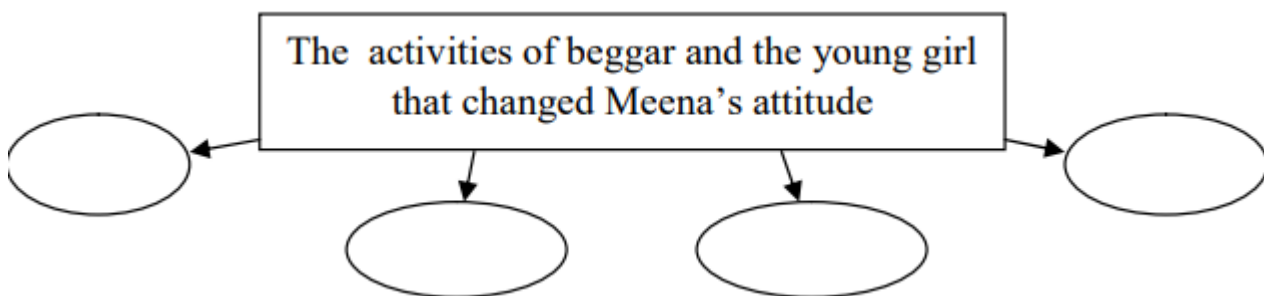 The activities of beggar and the young girl
that changed Meena’s attitude